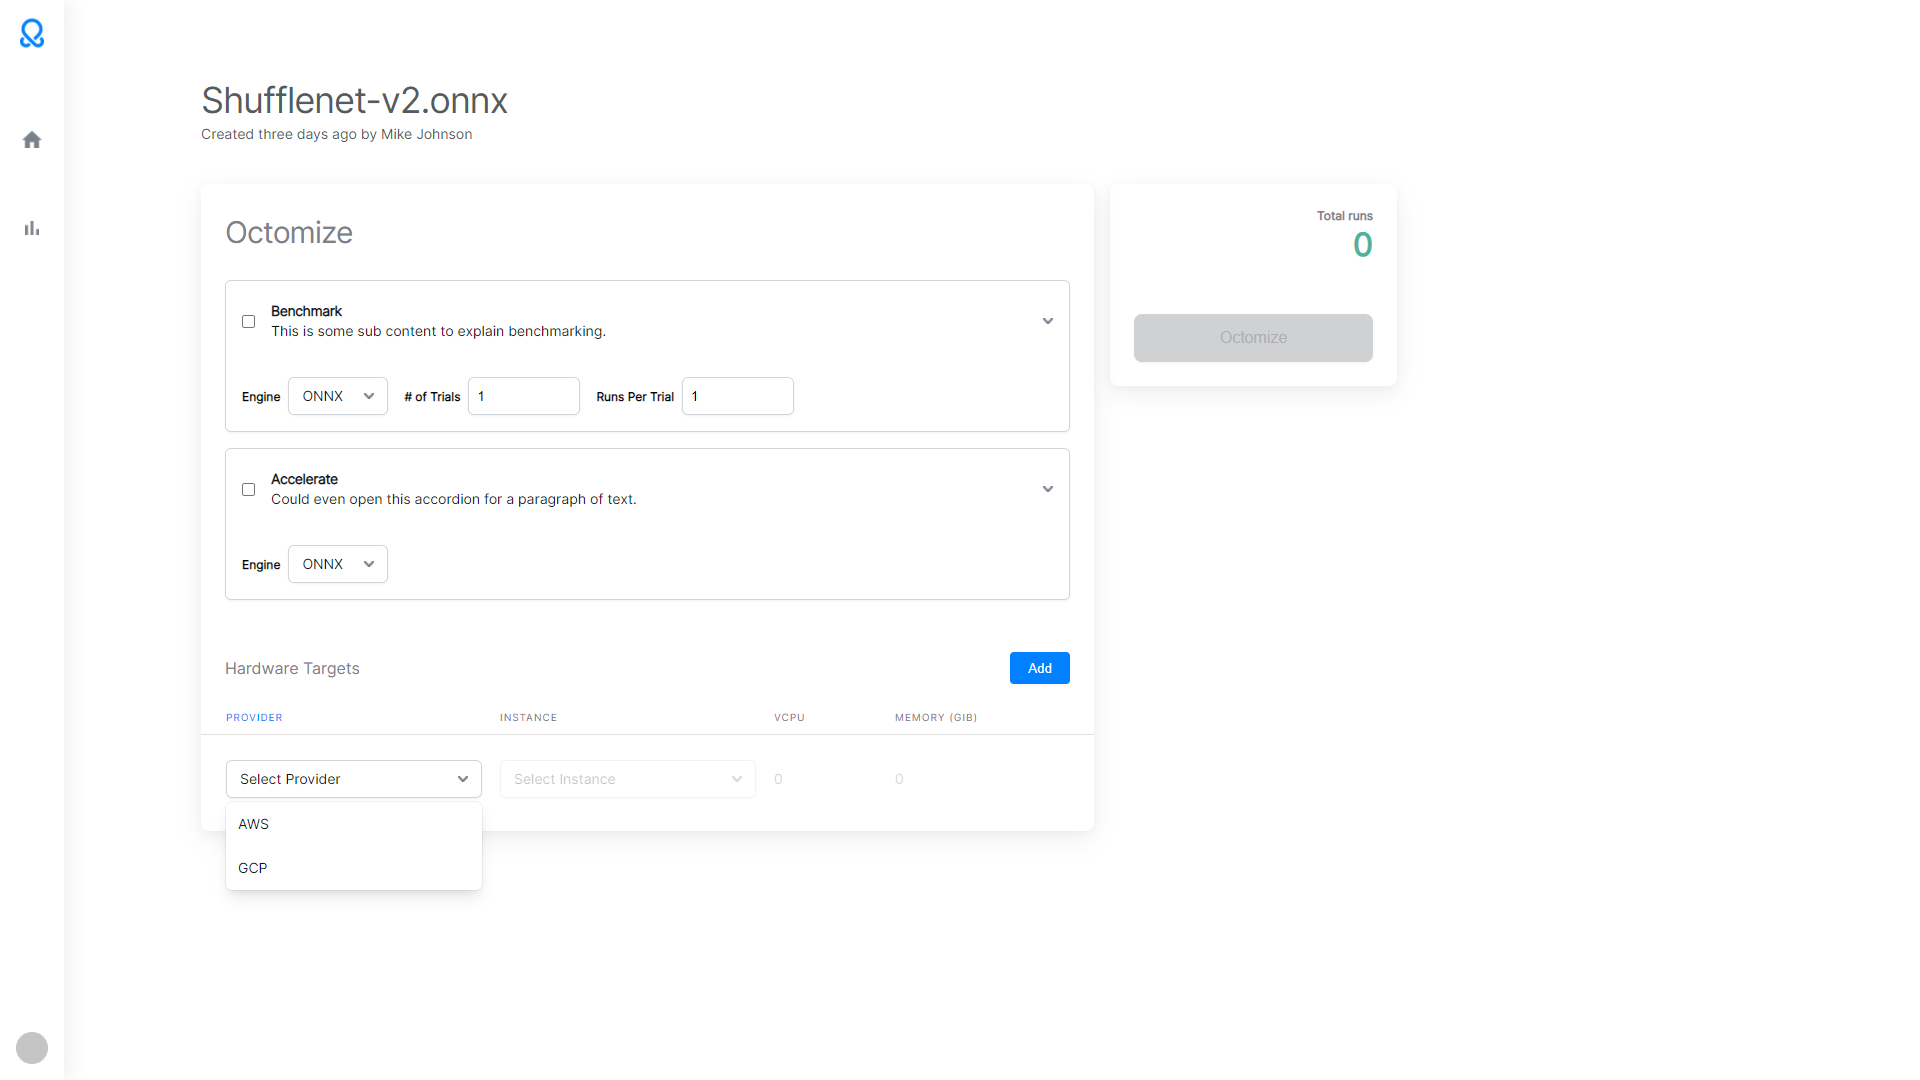 Shufflenet-v2.onnx
Created three days ago by Mike Johnson
Octomize
Benchmark
This is some sub content to explain benchmarking.
Engine ONNX # of Trials 1 Runs Per Trial 1
Accelerate
Could even open this accordion for a paragraph of text.
Engine ONNX
Hardware Targets Add
PROVIDER INSTANCE VCPU MEMORY (GIB)
Select Provider Select Instance 0 0
AWS
GCP
Total runs
0
Octomize